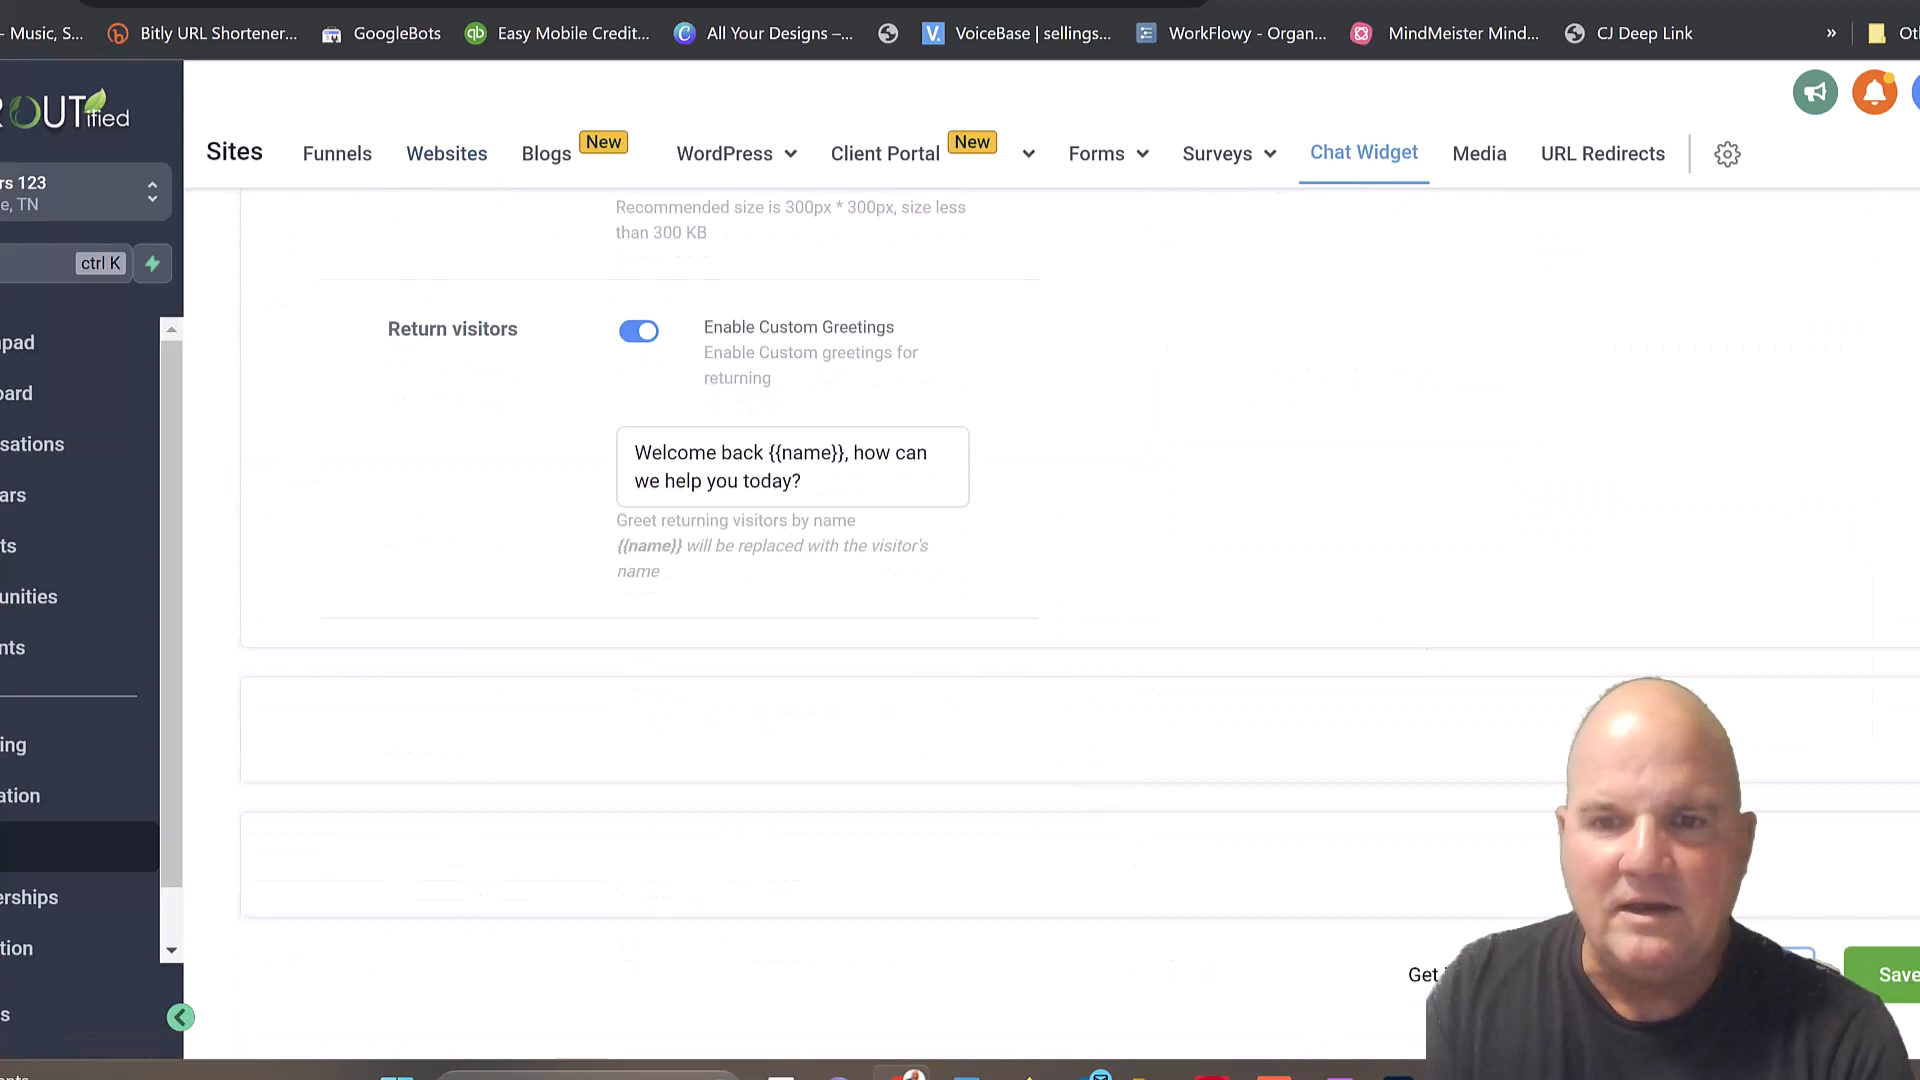 - Music, S...
Bitly URL Shortener...
GoogleBots
Easy Mobile Credit...
All Your Designs –...
VoiceBase | sellings...
WorkFlowy - Organ...
MindMeister Mind...
CJ Deep Link
»
Ot
ROUTified
Sites
Funnels
Websites
Blogs
New
WordPress
Client Portal
New
Forms
Surveys
Chat Widget
Media
URL Redirects
rs 123
e, TN
ctrl K
pad
ard
sations
ars
ts
unities
nts
ing
ation
erships
tion
s
Recommended size is 300px * 300px, size less
than 300 KB
Return visitors
Enable Custom Greetings
Enable Custom greetings for
returning
Welcome back {{name}}, how can
we help you today?
Greet returning visitors by name
{{name}} will be replaced with the visitor's
name
Get
Save